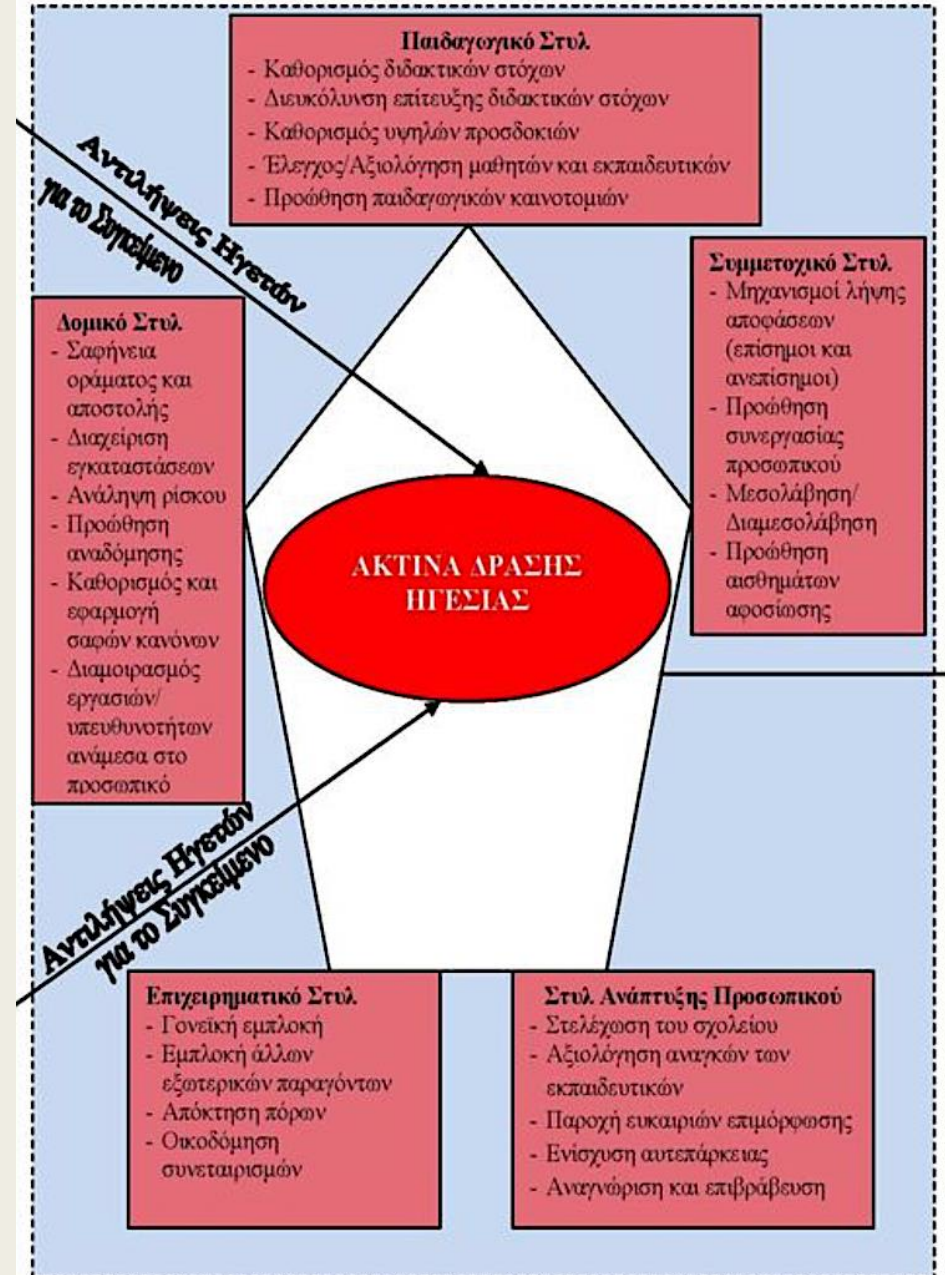 Παιδαγωγικό Στυλ
- Καθορισμός διδακτικών στόχων
- Διευκόλυνση επίτευξης διδακτικών στόχων
- Καθορισμός υψηλών προσδοκιών
- Έλεγχος/Αξιολόγηση μαθητών και εκπαιδευτικών
- Προώθηση παιδαγωγικών καινοτομιών
Αντιλήψεις Ηγετών
για το Συγκείμενο
Δομικό Στυλ
- Σαφήνεια
οράματος και
αποστολής
- Διαχείριση
εγκαταστάσεων
- Ανάληψη ρίσκου
- Προώθηση
αναδόμησης
- Καθορισμός και
εφαρμογή
σαφών κανόνων
- Διαμοιρασμός
εργασιών/
υπευθυνοτήτων
ανάμεσα στο
προσωπικό
Συμμετοχικό Στυλ
- Μηχανισμοί λήψης
αποφάσεων
(επίσημοι και
ανεπίσημοι)
- Προώθηση
συνεργασίας
προσωπικού
- Μεσολάβηση/
Διαμεσολάβηση
- Προώθηση
αισθημάτων
αφοσίωσης
ΑΚΤΙΝΑ ΔΡΑΣΗΣ
ΗΓΕΣΙΑΣ
Αντιλήψεις Ηγετών
για το Συγκείμενο
Επιχειρηματικό Στυλ
- Γονεϊκή εμπλοκή
- Εμπλοκή άλλων
εξωτερικών παραγόντων
- Απόκτηση πόρων
- Οικοδόμηση
συνεταιρισμών
Στυλ Ανάπτυξης Προσωπικού
- Στελέχωση του σχολείου
- Αξιολόγηση αναγκών των
εκπαιδευτικών
- Παροχή ευκαιριών επιμόρφωσης
- Ενίσχυση αυτεπάρκειας
- Αναγνώριση και επιβράβευση